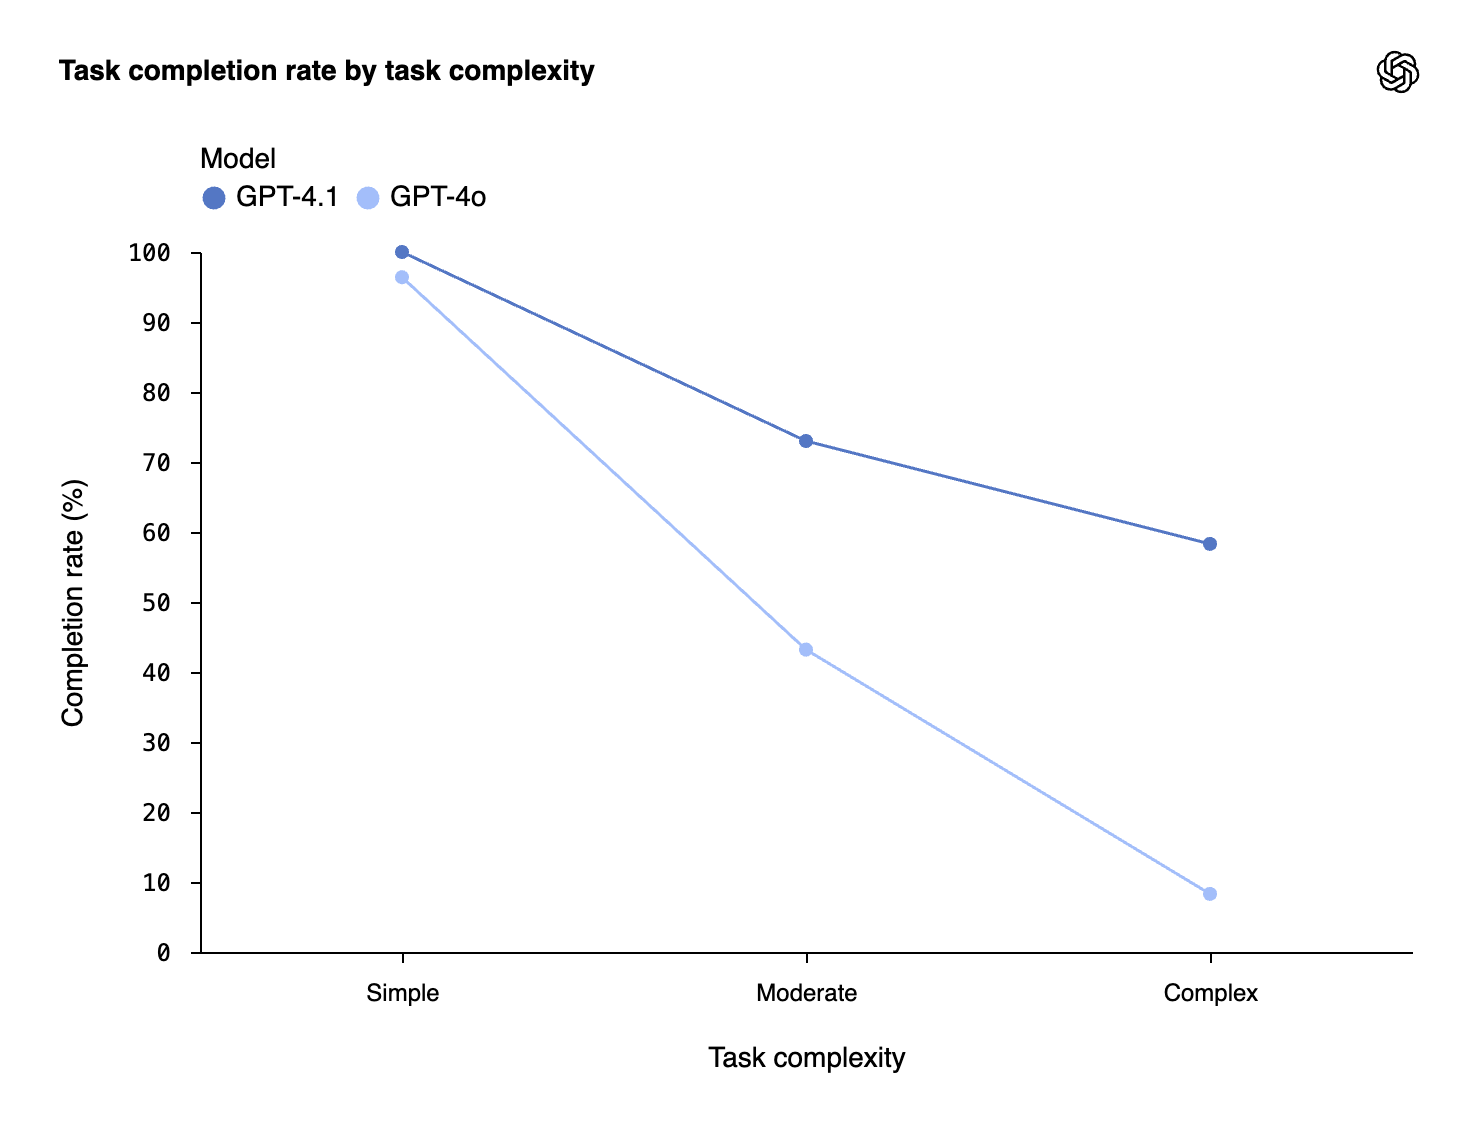 Task completion rate by task complexity
Model
GPT-4.1 GPT-4o
100
90
80
70
60
50
40
30
20
10
0
Completion rate (%)
Simple Moderate Complex
Task complexity